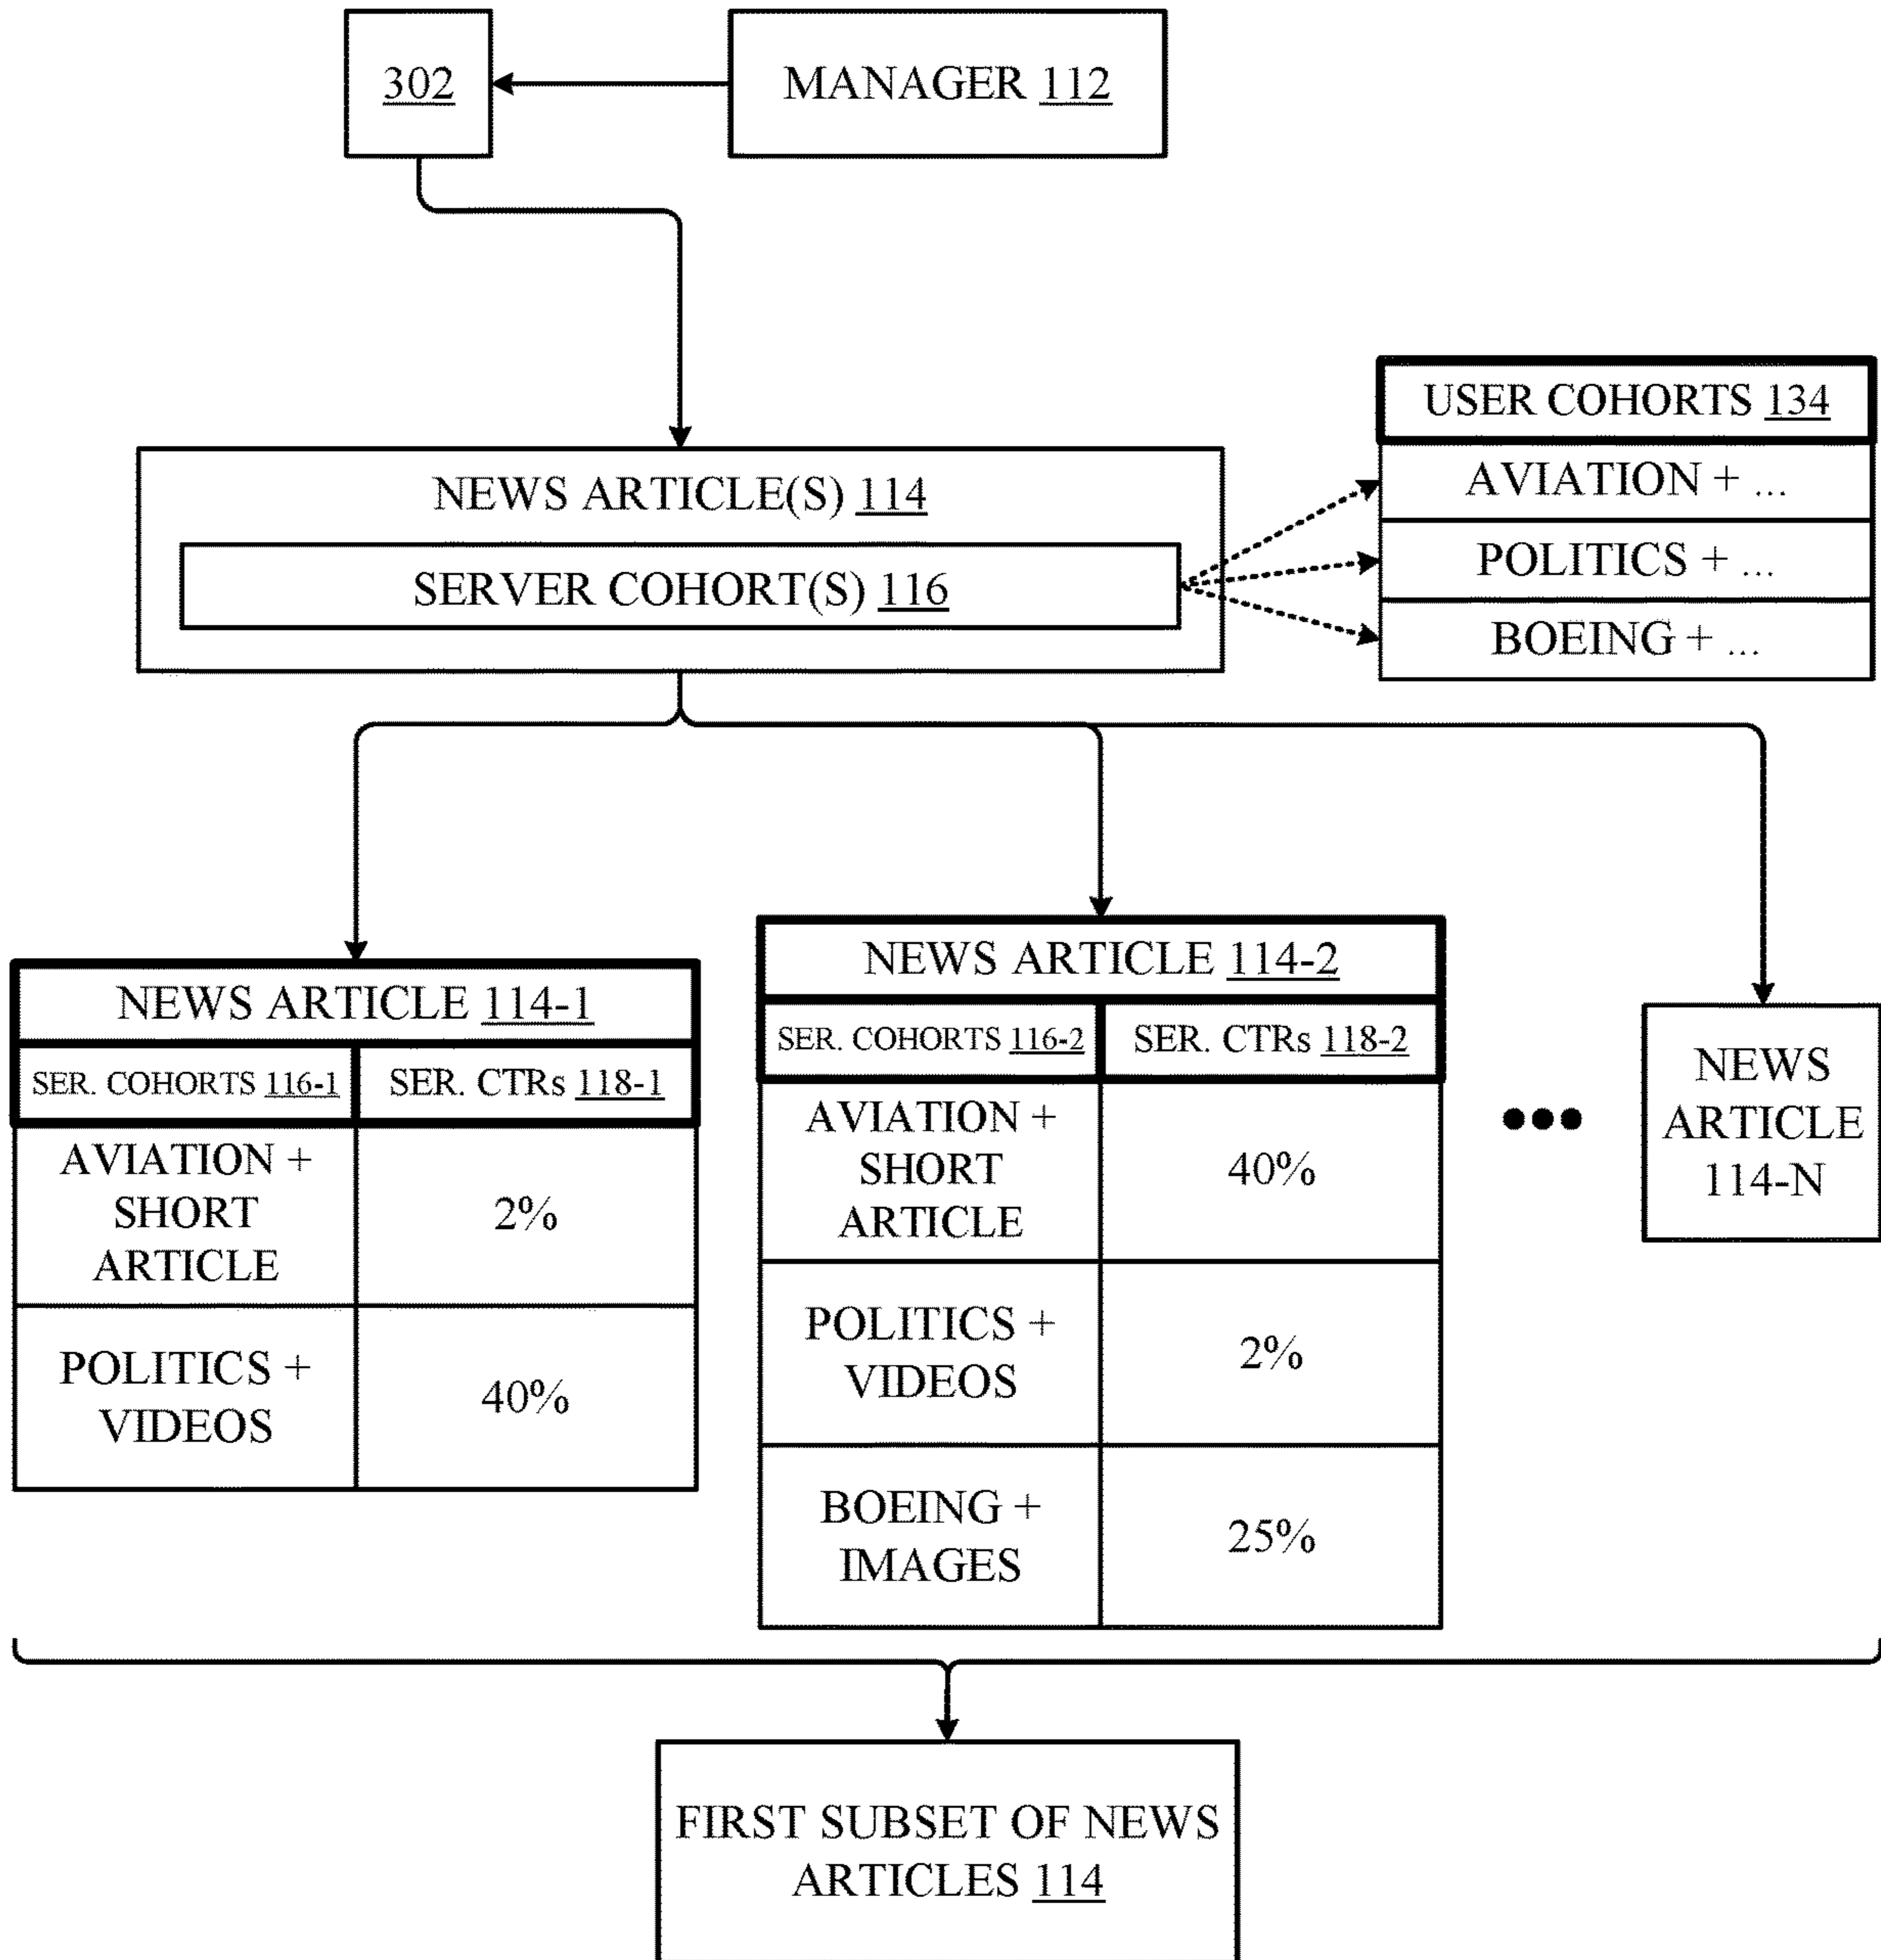 302
MANAGER 112
USER COHORTS 134
AVIATION + ...
POLITICS + ...
BOEING + ...
NEWS ARTICLE(S) 114
SERVER COHORT(S) 116
NEWS ARTICLE 114-1
SER. COHORTS 116-1
SER. CTRs 118-1
AVIATION +
SHORT
ARTICLE
2%
POLITICS +
VIDEOS
40%
NEWS ARTICLE 114-2
SER. COHORTS 116-2
SER. CTRs 118-2
AVIATION +
SHORT
ARTICLE
40%
POLITICS +
VIDEOS
2%
BOEING +
IMAGES
25%
NEWS
ARTICLE
114-N
FIRST SUBSET OF NEWS
ARTICLES 114